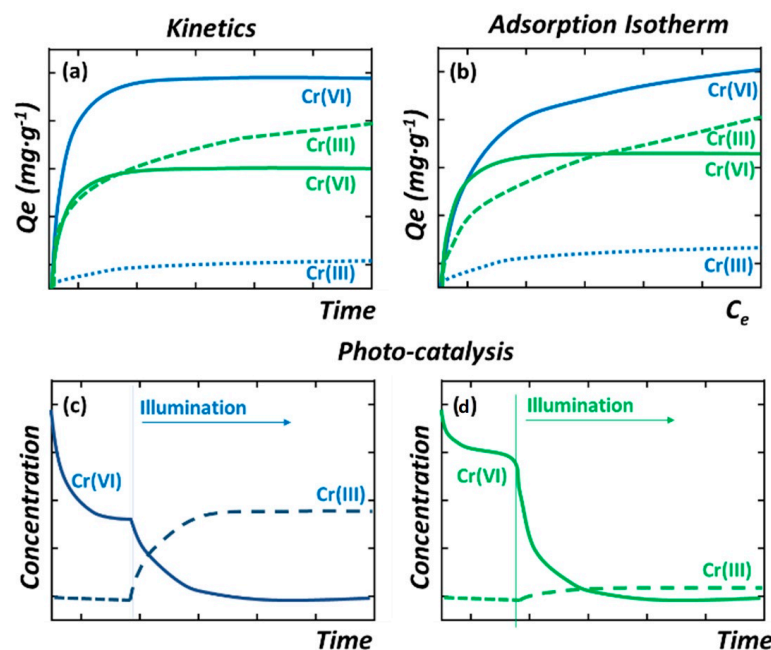 Kinetics
Adsorption Isotherm
(a)
Cr(VI)
Cr(III)
Cr(VI)
Cr(III)
Qe (mg·g⁻¹)
Time
(b)
Cr(VI)
Cr(III)
Cr(VI)
Cr(III)
Qe (mg·g⁻¹)
Cₑ
Photo-catalysis
(c)
Illumination
Cr(VI)
Cr(III)
Concentration
Time
(d)
Illumination
Cr(VI)
Cr(III)
Concentration
Time